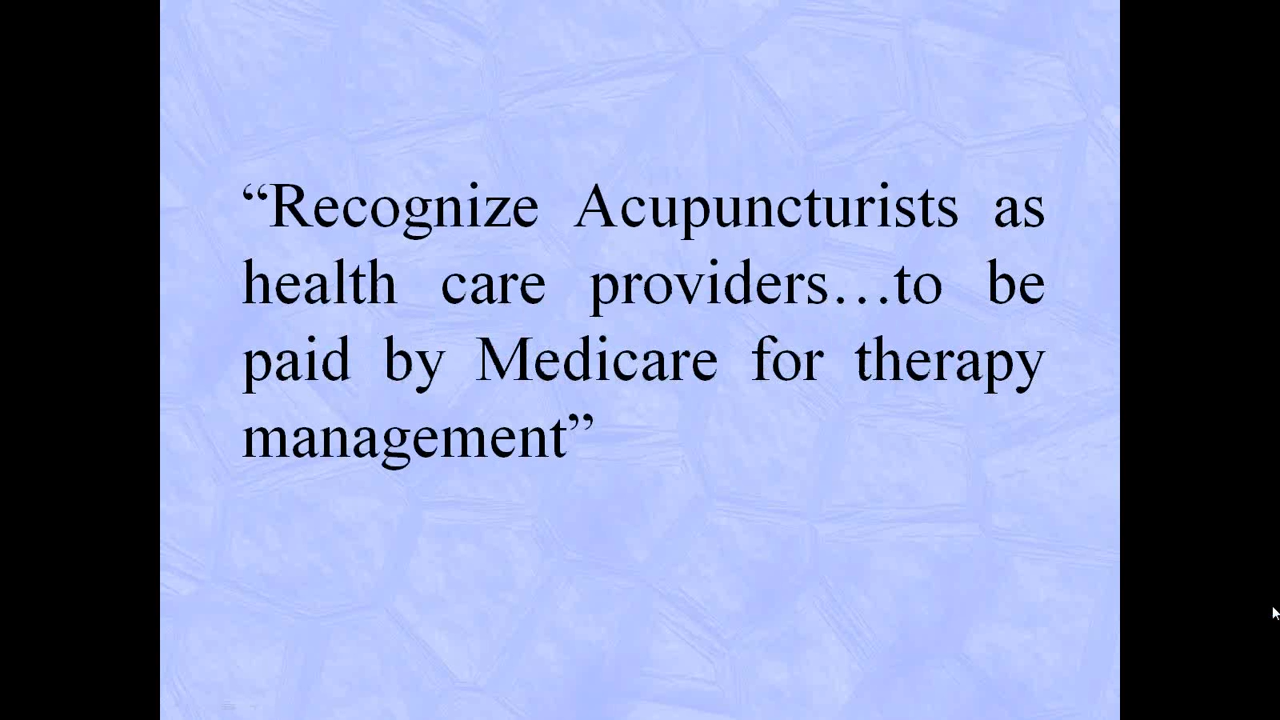 “Recognize Acupuncturists as
health care providers…to be
paid by Medicare for therapy
management”